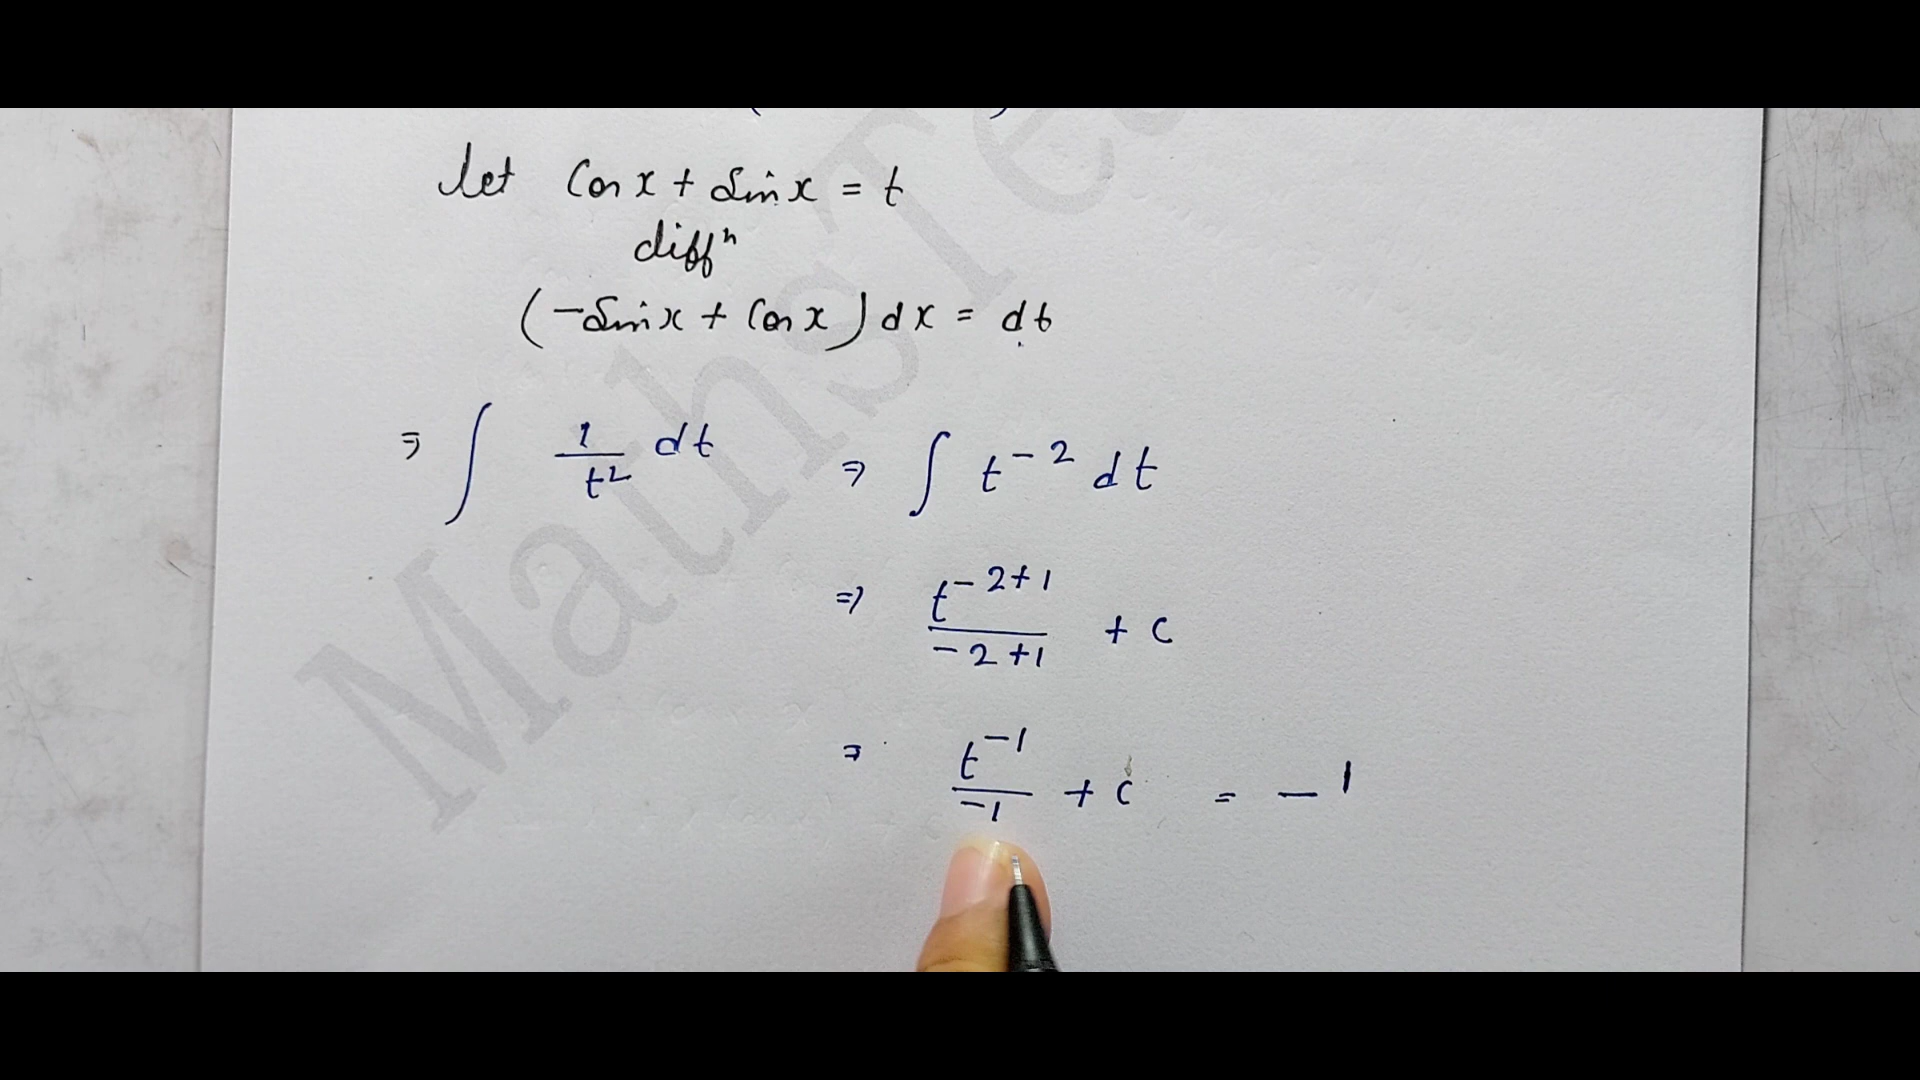 let Cos x + Sin x = t
diffⁿ
(-Sin x + Cos x) dx = dt
⇒ ∫ 1/t² dt ⇒ ∫ t⁻² dt
⇒ t⁻²⁺¹/-2+1 + c
⇒ t⁻¹/-1 + c = - 1